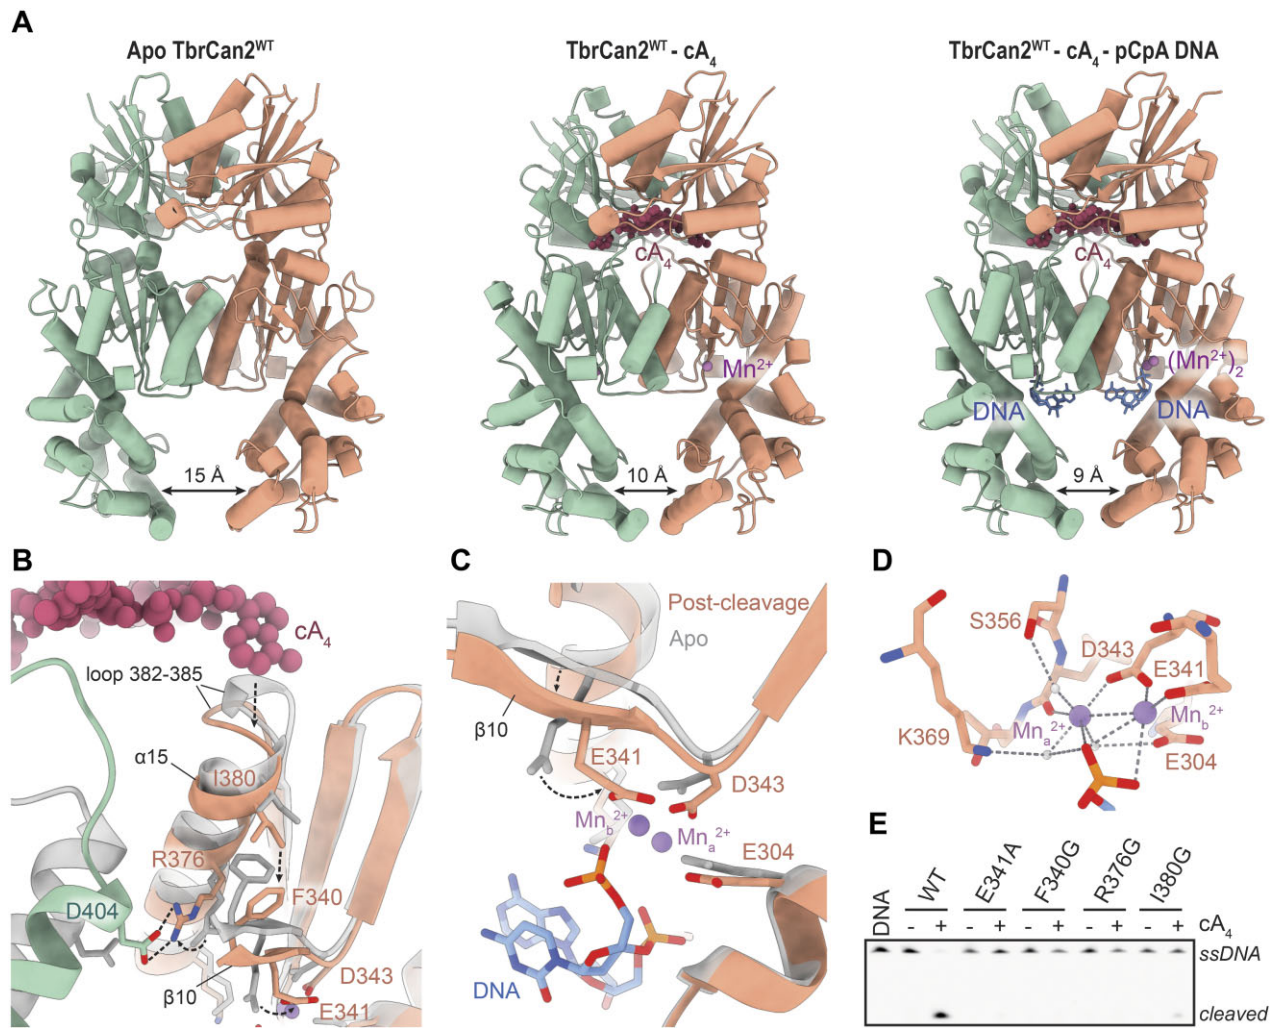 A
Apo TbrCan2ᵂᵀ
TbrCan2ᵂᵀ - cA₄
TbrCan2ᵂᵀ - cA₄ - pCpA DNA
cA₄
cA₄
Mn²⁺
(Mn²⁺)₂
DNA
DNA
15 Å
10 Å
9 Å
B
cA₄
loop 382-385
α15
I380
R376
F340
D404
β10
D343
E341
C
Post-cleavage
Apo
β10
E341
D343
Mnb²⁺
Mnₐ²⁺
E304
DNA
D
S356
D343
E341
Mnₐ²⁺
Mnb²⁺
K369
E304
E
DNA
WT
E341A
F340G
R376G
I380G
- + - + - + - + - + cA₄
ssDNA
cleaved